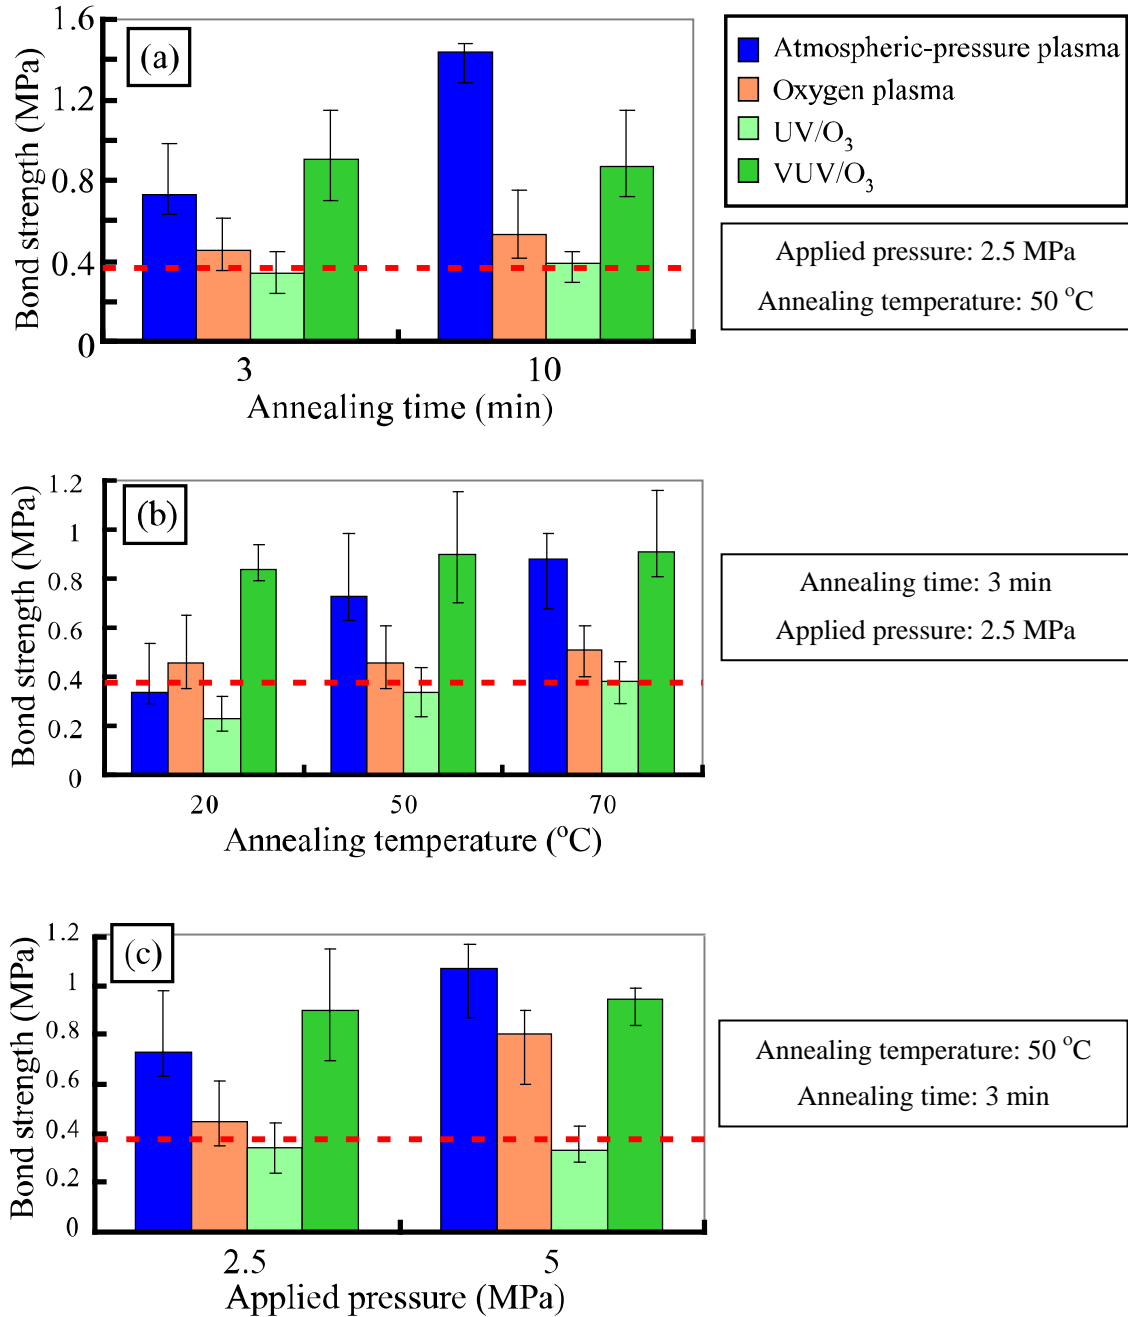 (a)
Bond strength (MPa)
1.6
1.2
0.8
0.4
0
3
10
Annealing time (min)
Atmospheric-pressure plasma
Oxygen plasma
UV/O₃
VUV/O₃
Applied pressure: 2.5 MPa
Annealing temperature: 50 °C
(b)
Bond strength (MPa)
1.2
1
0.8
0.6
0.4
0.2
0
20
50
70
Annealing temperature (°C)
Annealing time: 3 min
Applied pressure: 2.5 MPa
(c)
Bond strength (MPa)
1.2
1
0.8
0.6
0.4
0.2
0
2.5
5
Applied pressure (MPa)
Annealing temperature: 50 °C
Annealing time: 3 min